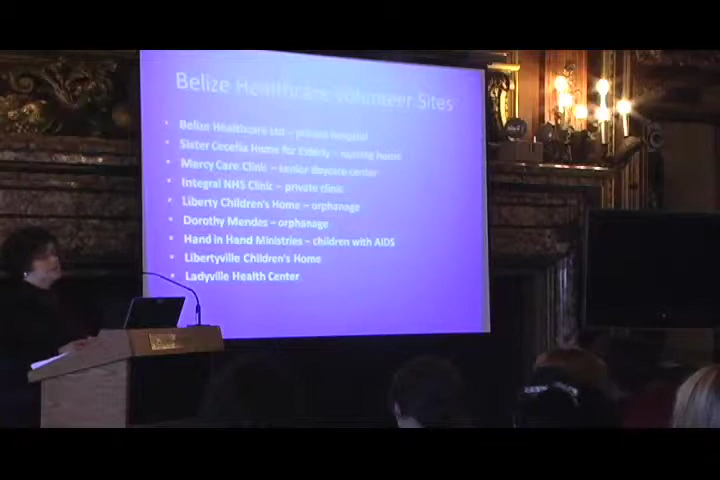 Belize Healthcare Volunteer Sites
• Belize Healthcare Ltd – private hospital
• Sister Cecelia Home for Elderly – nursing home
• Mercy Care Clinic – senior daycare center
• Integral NHS Clinic – private clinic
• Liberty Children's Home – orphanage
• Dorothy Mendes – orphanage
• Hand in Hand Ministries – children with AIDS
• Libertyville Children's Home
• Ladyville Health Center